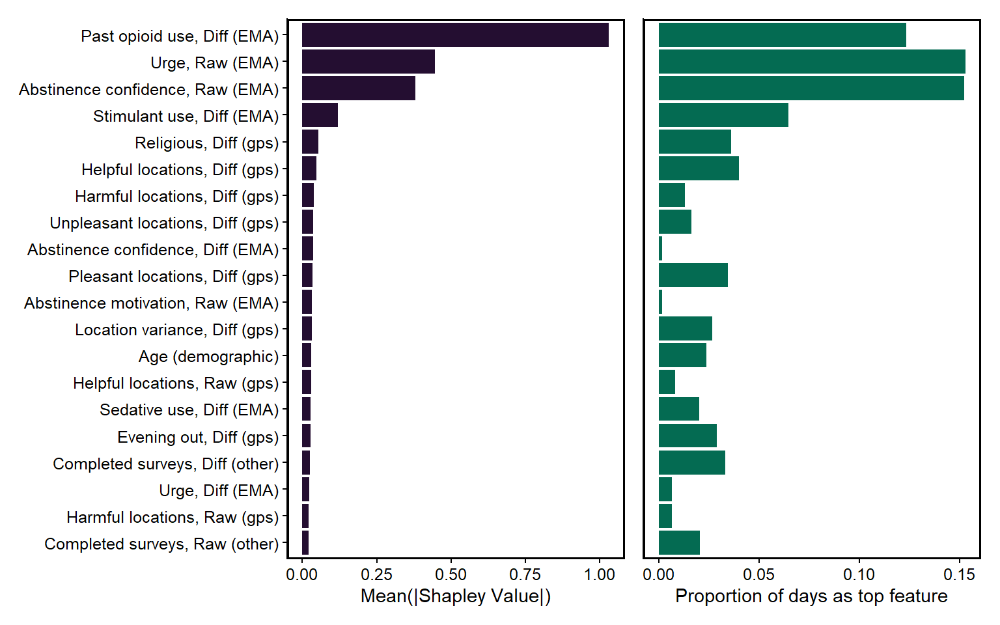 Past opioid use, Diff (EMA)
Urge, Raw (EMA)
Abstinence confidence, Raw (EMA)
Stimulant use, Diff (EMA)
Religious, Diff (gps)
Helpful locations, Diff (gps)
Harmful locations, Diff (gps)
Unpleasant locations, Diff (gps)
Abstinence confidence, Diff (EMA)
Pleasant locations, Diff (gps)
Abstinence motivation, Raw (EMA)
Location variance, Diff (gps)
Age (demographic)
Helpful locations, Raw (gps)
Sedative use, Diff (EMA)
Evening out, Diff (gps)
Completed surveys, Diff (other)
Urge, Diff (EMA)
Harmful locations, Raw (gps)
Completed surveys, Raw (other)
0.00 0.25 0.50 0.75 1.00
Mean(|Shapley Value|)
0.00 0.05 0.10 0.15
Proportion of days as top feature